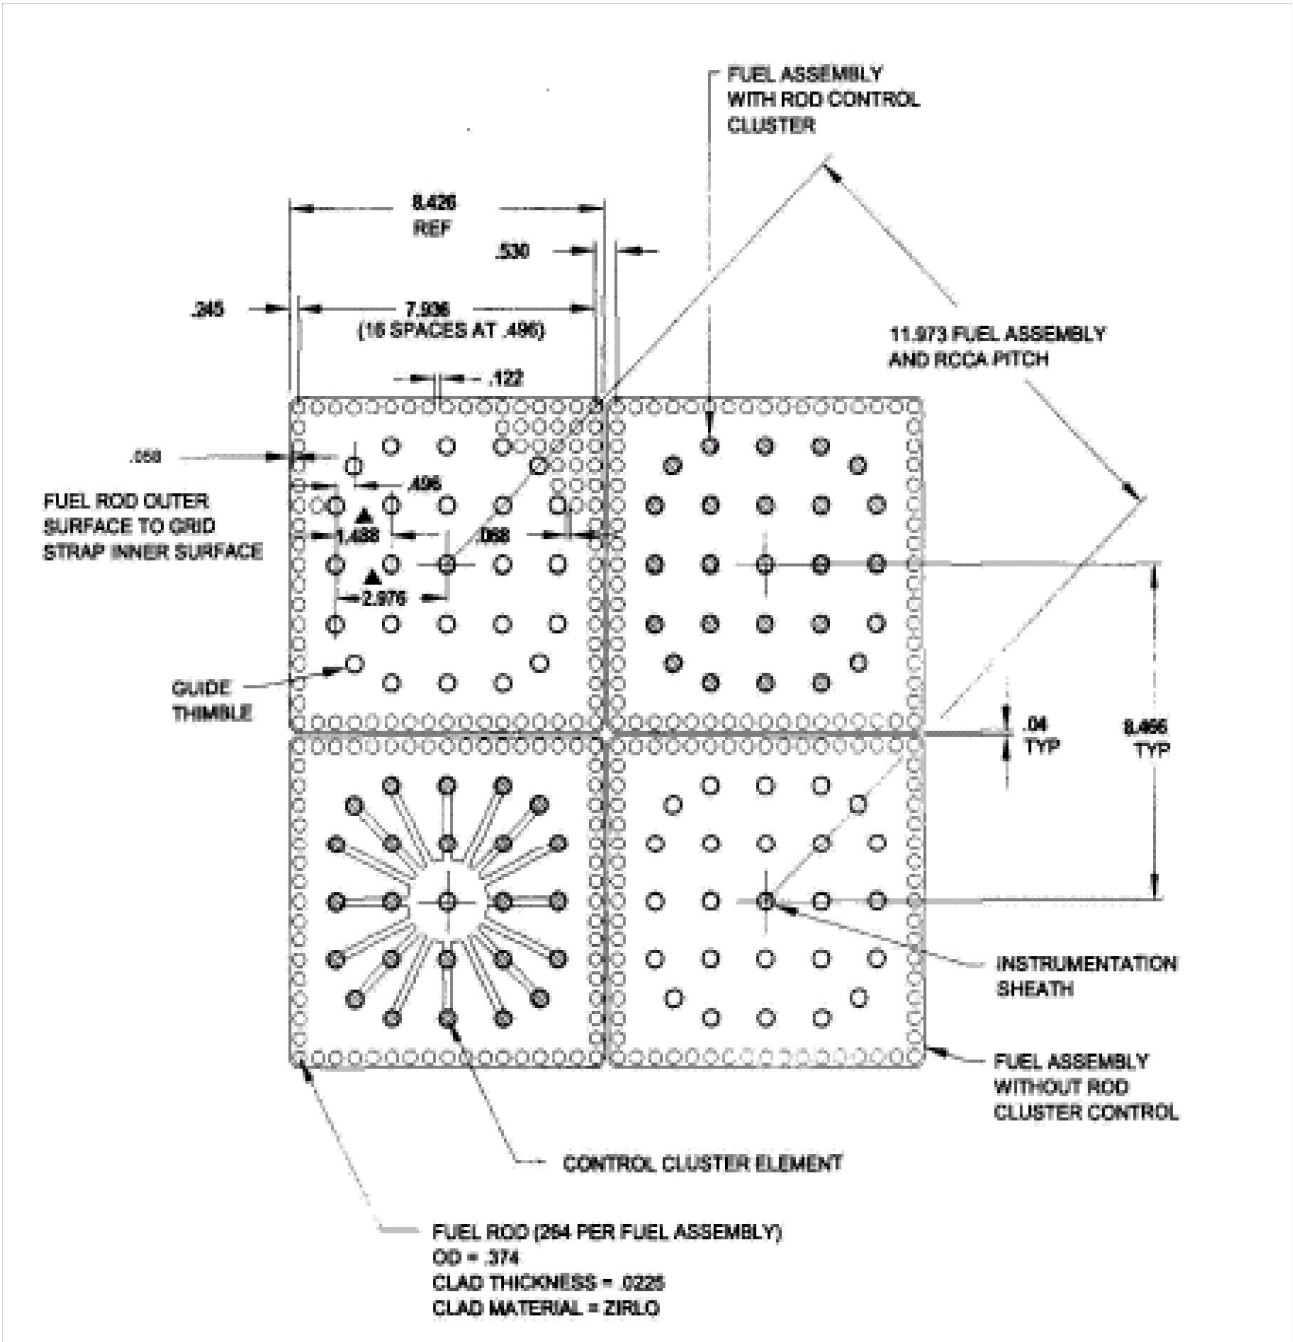 FUEL ASSEMBLY
WITH ROD CONTROL
CLUSTER
8.426
REF
.530
.245
7.936
(16 SPACES AT .496)
11.973 FUEL ASSEMBLY
AND RCCA PITCH
.122
.058
.496
FUEL ROD OUTER
SURFACE TO GRID
STRAP INNER SURFACE
1.488
.068
2.976
GUIDE
THIMBLE
.04
TYP
8.466
TYP
INSTRUMENTATION
SHEATH
FUEL ASSEMBLY
WITHOUT ROD
CLUSTER CONTROL
CONTROL CLUSTER ELEMENT
FUEL ROD (264 PER FUEL ASSEMBLY)
OD = .374
CLAD THICKNESS = .0225
CLAD MATERIAL = ZIRLO